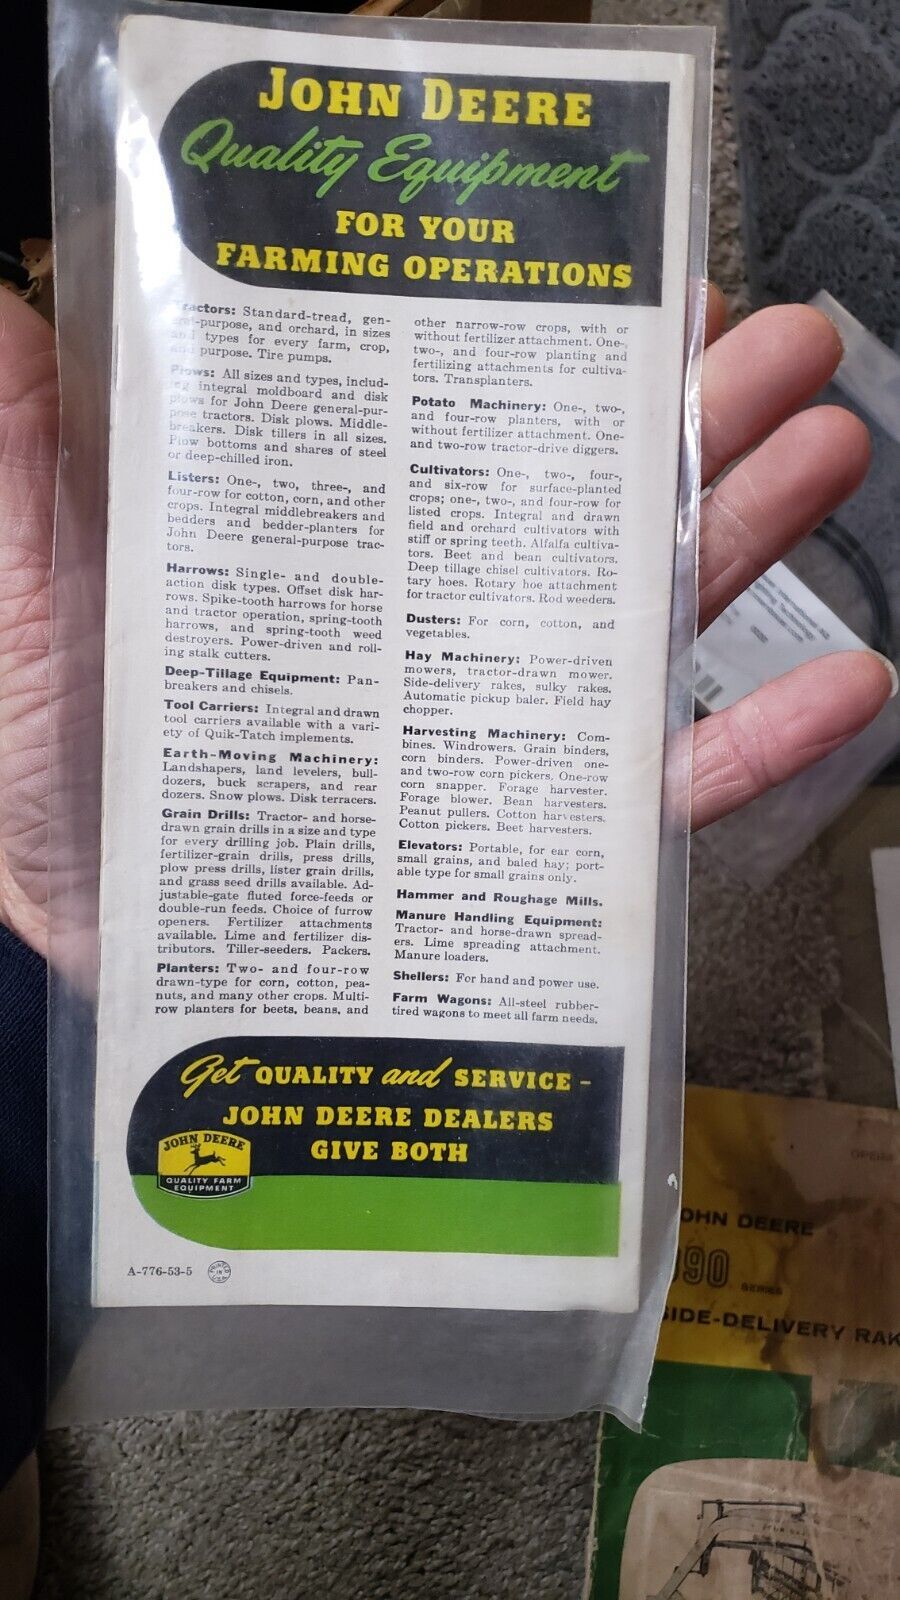 JOHN DEERE
Quality Equipment
FOR YOUR
FARMING OPERATIONS
Tractors: Standard-tread, gen-
eral-purpose, and orchard, in sizes
and types for every farm, crop,
and purpose. Tire pumps.
Plows: All sizes and types, includ-
ing integral moldboard and disk
plows for John Deere general-pur-
pose tractors. Disk plows. Middle-
breakers. Disk tillers in all sizes.
Plow bottoms and shares of steel
or deep-chilled iron.
Listers: One-, two, three-, and
four-row for cotton, corn, and other
crops. Integral middlebreakers and
bedders and bedder-planters for
John Deere general-purpose trac-
tors.
Harrows: Single- and double-
action disk types. Offset disk har-
rows. Spike-tooth harrows for horse
and tractor operation, spring-tooth
harrows, and spring-tooth weed
destroyers. Power-driven and roll-
ing stalk cutters.
Deep-Tillage Equipment: Pan-
breakers and chisels.
Tool Carriers: Integral and drawn
tool carriers available with a vari-
ety of Quik-Tatch implements.
Earth-Moving Machinery:
Landshapers, land levelers, bull-
dozers, buck scrapers, and rear
dozers. Snow plows. Disk terracers.
Grain Drills: Tractor- and horse-
drawn grain drills in a size and type
for every drilling job. Plain drills,
fertilizer-grain drills, press drills,
plow press drills, lister grain drills,
and grass seed drills available. Ad-
justable-gate fluted force-feeds or
double-run feeds. Choice of furrow
openers. Fertilizer attachments
available. Lime and fertilizer dis-
tributors. Tiller-seeders. Packers.
Planters: Two- and four-row
drawn-type for corn, cotton, pea-
nuts, and many other crops. Multi-
row planters for beets, beans, and
other narrow-row crops, with or
without fertilizer attachment. One-,
two-, and four-row planting and
fertilizing attachments for cultiva-
tors. Transplanters.
Potato Machinery: One-, two-,
and four-row planters, with or
without fertilizer attachment. One-
and two-row tractor-drive diggers.
Cultivators: One-, two-, four-,
and six-row for surface-planted
crops; one-, two-, and four-row for
listed crops. Integral and drawn
field and orchard cultivators with
stiff or spring teeth. Alfalfa cultiva-
tors. Beet and bean cultivators.
Deep tillage chisel cultivators. Ro-
tary hoes. Rotary hoe attachment
for tractor cultivators. Rod weeders.
Dusters: For corn, cotton, and
vegetables.
Hay Machinery: Power-driven
mowers, tractor-drawn mower.
Side-delivery rakes, sulky rakes.
Automatic pickup baler. Field hay
chopper.
Harvesting Machinery: Com-
bines. Windrowers. Grain binders,
corn binders. Power-driven one-
and two-row corn pickers. One-row
corn snapper. Forage harvester.
Forage blower. Bean harvesters.
Peanut pullers. Cotton harvesters.
Cotton pickers. Beet harvesters.
Elevators: Portable, for ear corn,
small grains, and baled hay; port-
able type for small grains only.
Hammer and Roughage Mills.
Manure Handling Equipment:
Tractor- and horse-drawn spread-
ers. Lime spreading attachment.
Manure loaders.
Shellers: For hand and power use.
Farm Wagons: All-steel rubber-
tired wagons to meet all farm needs.
Get QUALITY and SERVICE -
JOHN DEERE DEALERS
GIVE BOTH
JOHN DEERE
QUALITY FARM
EQUIPMENT
A-776-53-5
PRINTED
IN
U.S.A.
OPERA
OHN DEERE
890 SERIES
SIDE-DELIVERY RAK